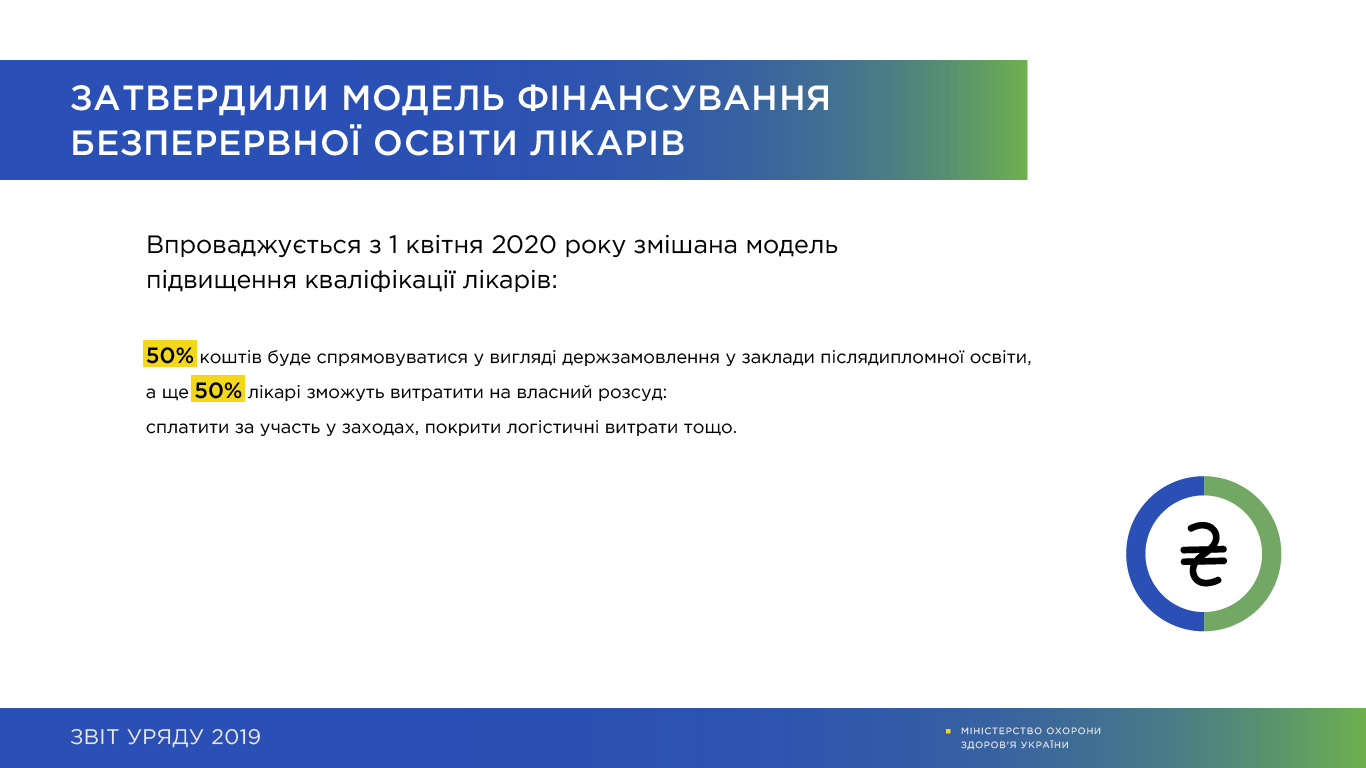 ЗАТВЕРДИЛИ МОДЕЛЬ ФІНАНСУВАННЯ
БЕЗПЕРЕРВНОЇ ОСВІТИ ЛІКАРІВ
Впроваджується з 1 квітня 2020 року змішана модель
підвищення кваліфікації лікарів:
50% коштів буде спрямовуватися у вигляді держзамовлення у заклади післядипломної освіти,
а ще 50% лікарі зможуть витратити на власний розсуд:
сплатити за участь у заходах, покрити логістичні витрати тощо.
₴
ЗВІТ УРЯДУ 2019
МІНІСТЕРСТВО ОХОРОНИ
ЗДОРОВ'Я УКРАЇНИ